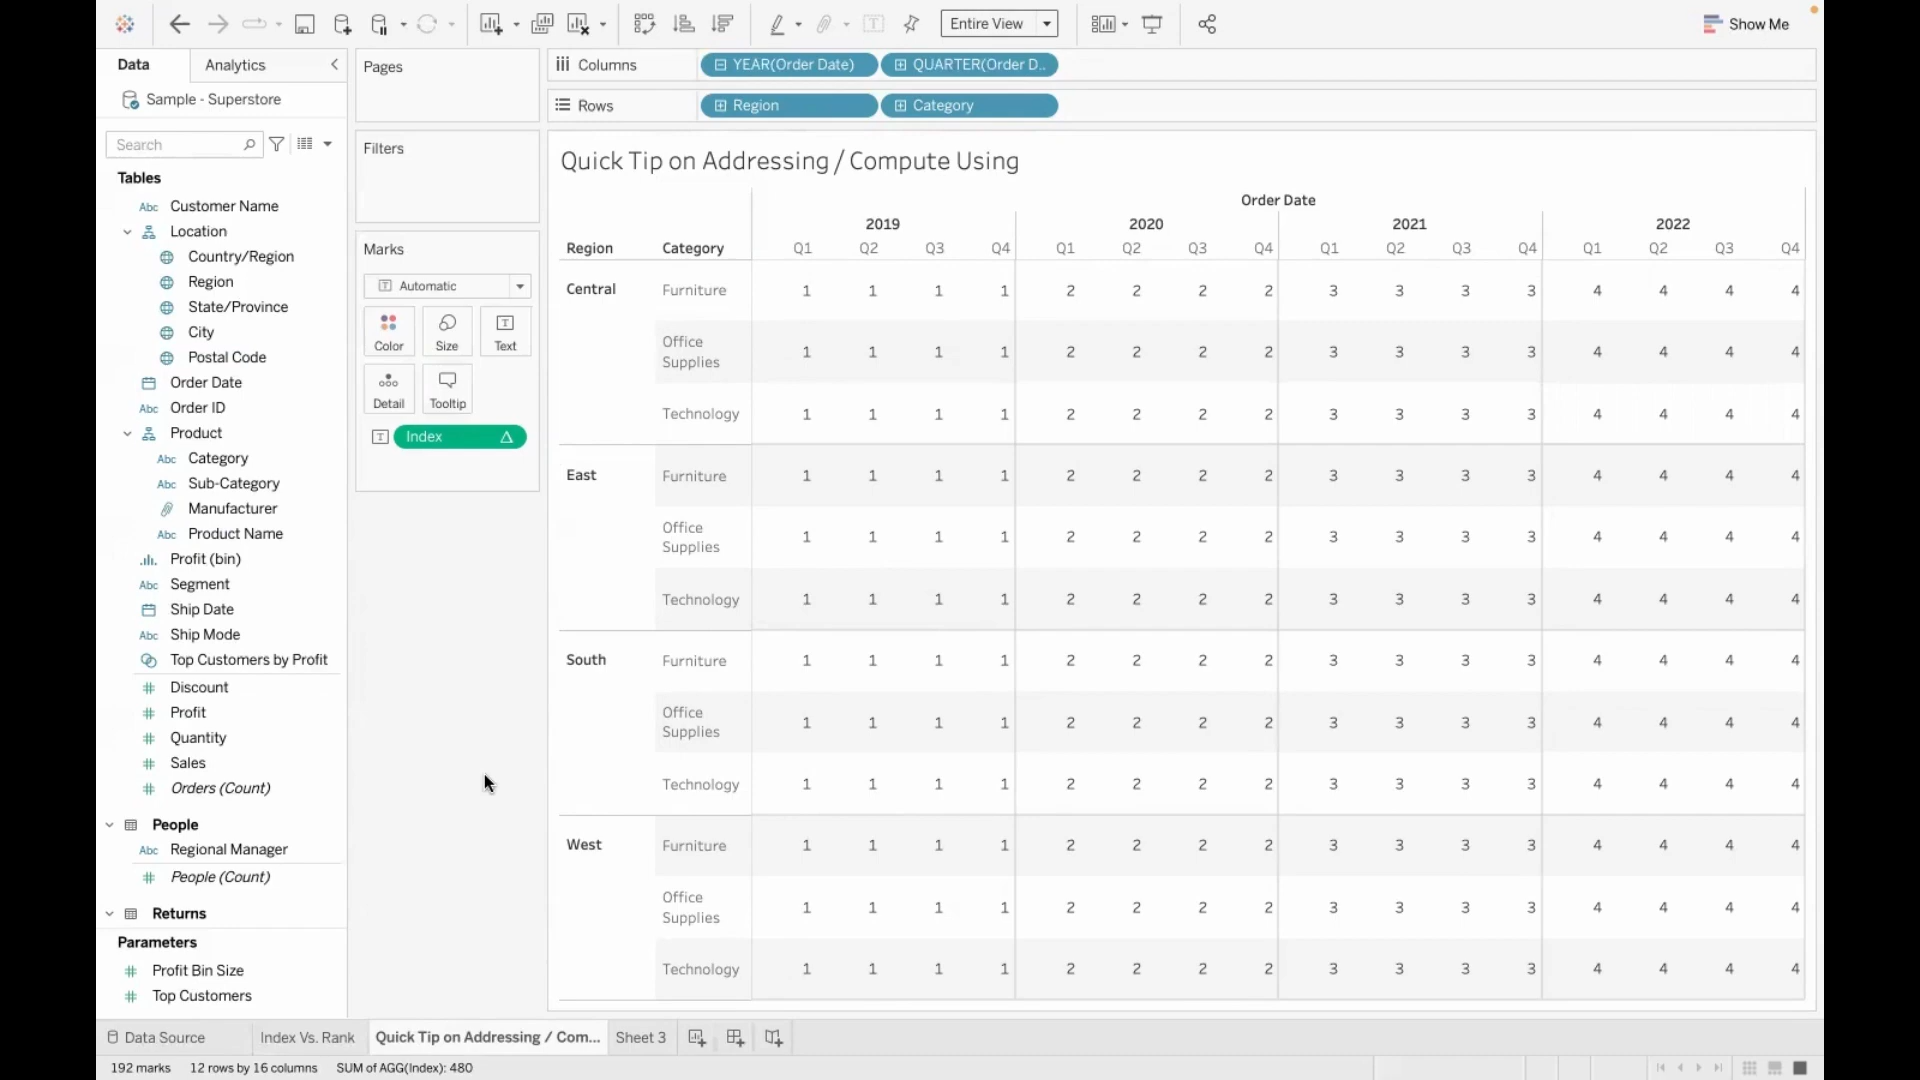 Entire View
Show Me
Data
Analytics
Pages
Columns
YEAR(Order Date)
QUARTER(Order D..
Sample - Superstore
Rows
Region
Category
Search
Filters
Quick Tip on Addressing / Compute Using
Tables
Abc Customer Name
Location
Country/Region
Region
State/Province
City
Postal Code
Order Date
Abc Order ID
Product
Abc Category
Abc Sub-Category
Manufacturer
Abc Product Name
Profit (bin)
Abc Segment
Ship Date
Abc Ship Mode
Top Customers by Profit
# Discount
# Profit
# Quantity
# Sales
# Orders (Count)
People
Abc Regional Manager
# People (Count)
Returns
Parameters
# Profit Bin Size
# Top Customers
Marks
Automatic
Color
Size
Text
Detail
Tooltip
Index
Order Date
2019 2020 2021 2022
Region Category Q1 Q2 Q3 Q4 Q1 Q2 Q3 Q4 Q1 Q2 Q3 Q4 Q1 Q2 Q3 Q4
Central Furniture 1 1 1 1 2 2 2 2 3 3 3 3 4 4 4 4
Office
Supplies 1 1 1 1 2 2 2 2 3 3 3 3 4 4 4 4
Technology 1 1 1 1 2 2 2 2 3 3 3 3 4 4 4 4
East Furniture 1 1 1 1 2 2 2 2 3 3 3 3 4 4 4 4
Office
Supplies 1 1 1 1 2 2 2 2 3 3 3 3 4 4 4 4
Technology 1 1 1 1 2 2 2 2 3 3 3 3 4 4 4 4
South Furniture 1 1 1 1 2 2 2 2 3 3 3 3 4 4 4 4
Office
Supplies 1 1 1 1 2 2 2 2 3 3 3 3 4 4 4 4
Technology 1 1 1 1 2 2 2 2 3 3 3 3 4 4 4 4
West Furniture 1 1 1 1 2 2 2 2 3 3 3 3 4 4 4 4
Office
Supplies 1 1 1 1 2 2 2 2 3 3 3 3 4 4 4 4
Technology 1 1 1 1 2 2 2 2 3 3 3 3 4 4 4 4
Data Source
Index Vs. Rank
Quick Tip on Addressing / Com...
Sheet 3
192 marks 12 rows by 16 columns SUM of AGG(Index): 480